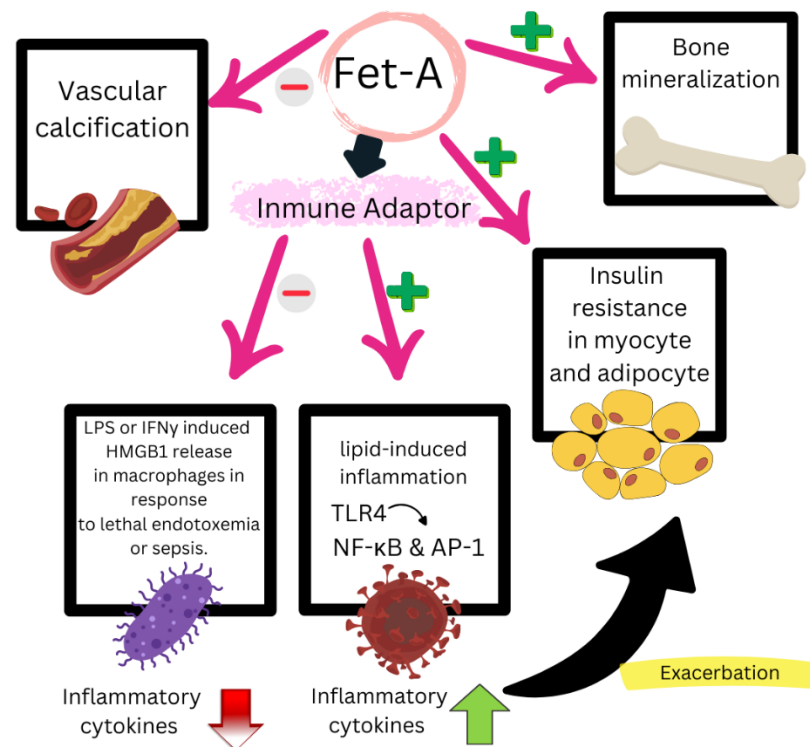 Fet-A
Vascular
calcification
Bone
mineralization
Inmune Adaptor
Insulin
resistance
in myocyte
and adipocyte
LPS or IFNγ induced
HMGB1 release
in macrophages in
response
to lethal endotoxemia
or sepsis.
lipid-induced
inflammation
TLR4
NF-κB & AP-1
Exacerbation
Inflammatory
cytokines
Inflammatory
cytokines